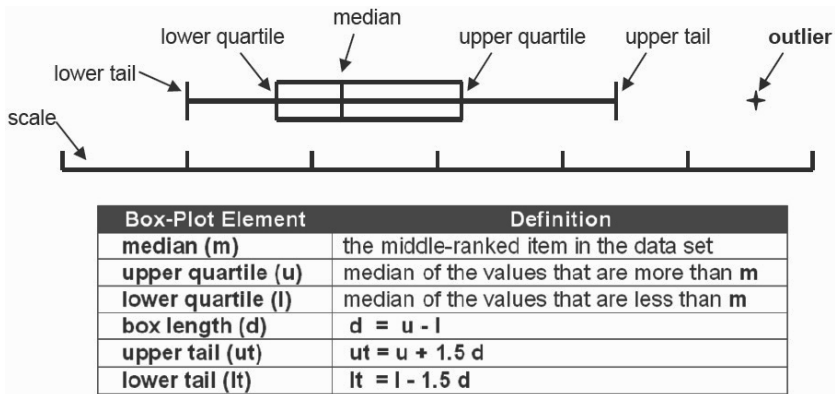 median
lower quartile
upper quartile
upper tail
outlier
lower tail
scale
Box-Plot Element Definition
median (m) the middle-ranked item in the data set
upper quartile (u) median of the values that are more than m
lower quartile (l) median of the values that are less than m
box length (d) d = u - l
upper tail (ut) ut = u + 1.5 d
lower tail (lt) lt = l - 1.5 d